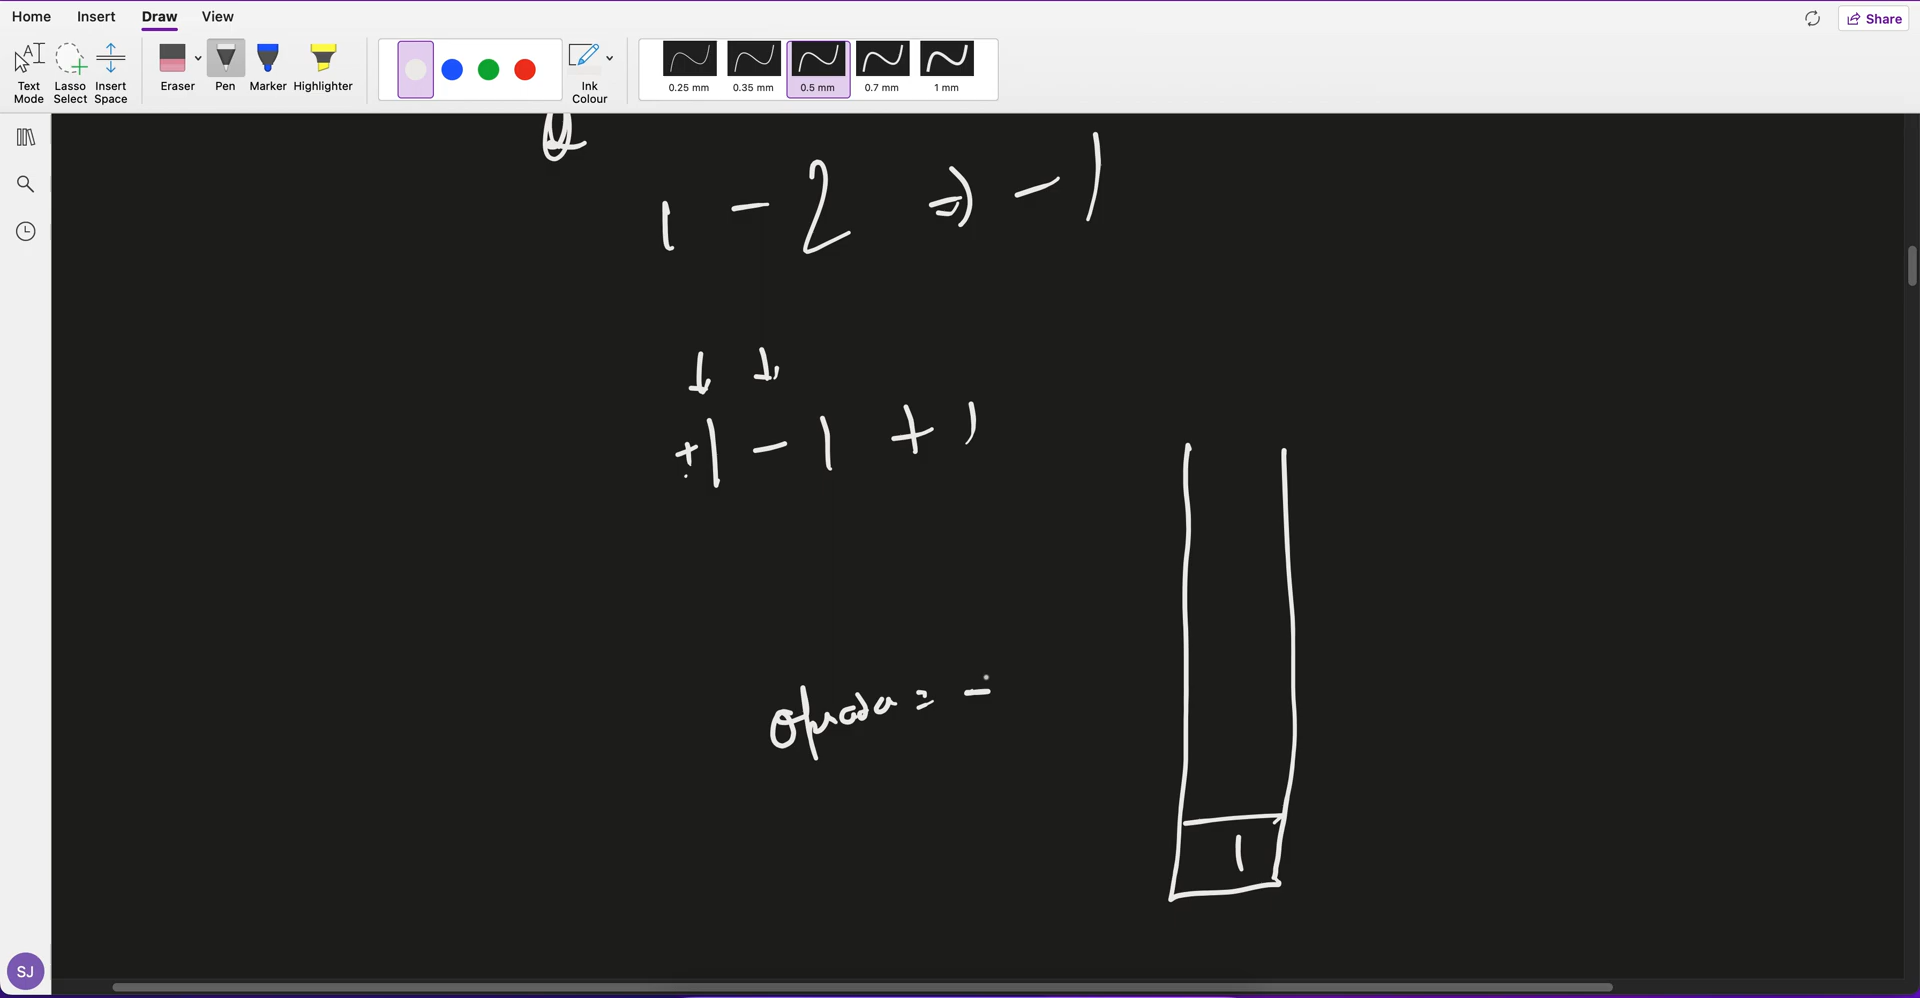 Home Insert Draw View
Share
Text Mode
Lasso Select
Insert Space
Eraser
Pen
Marker
Highlighter
Ink Colour
0.25 mm
0.35 mm
0.5 mm
0.7 mm
1 mm
1 - 2 ⇒ - 1
↓ ↓
+1 - 1 + 1
= -
1
SJ